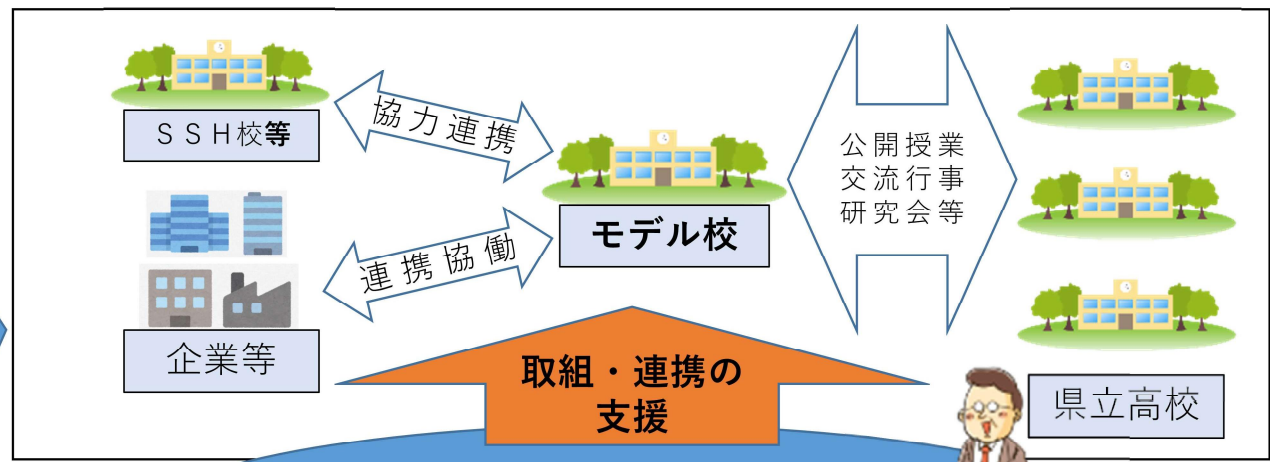 ＳＳＨ校等
協力連携
モデル校
公開授業
交流行事
研究会等
連携協働
企業等
取組・連携の
支援
県立高校